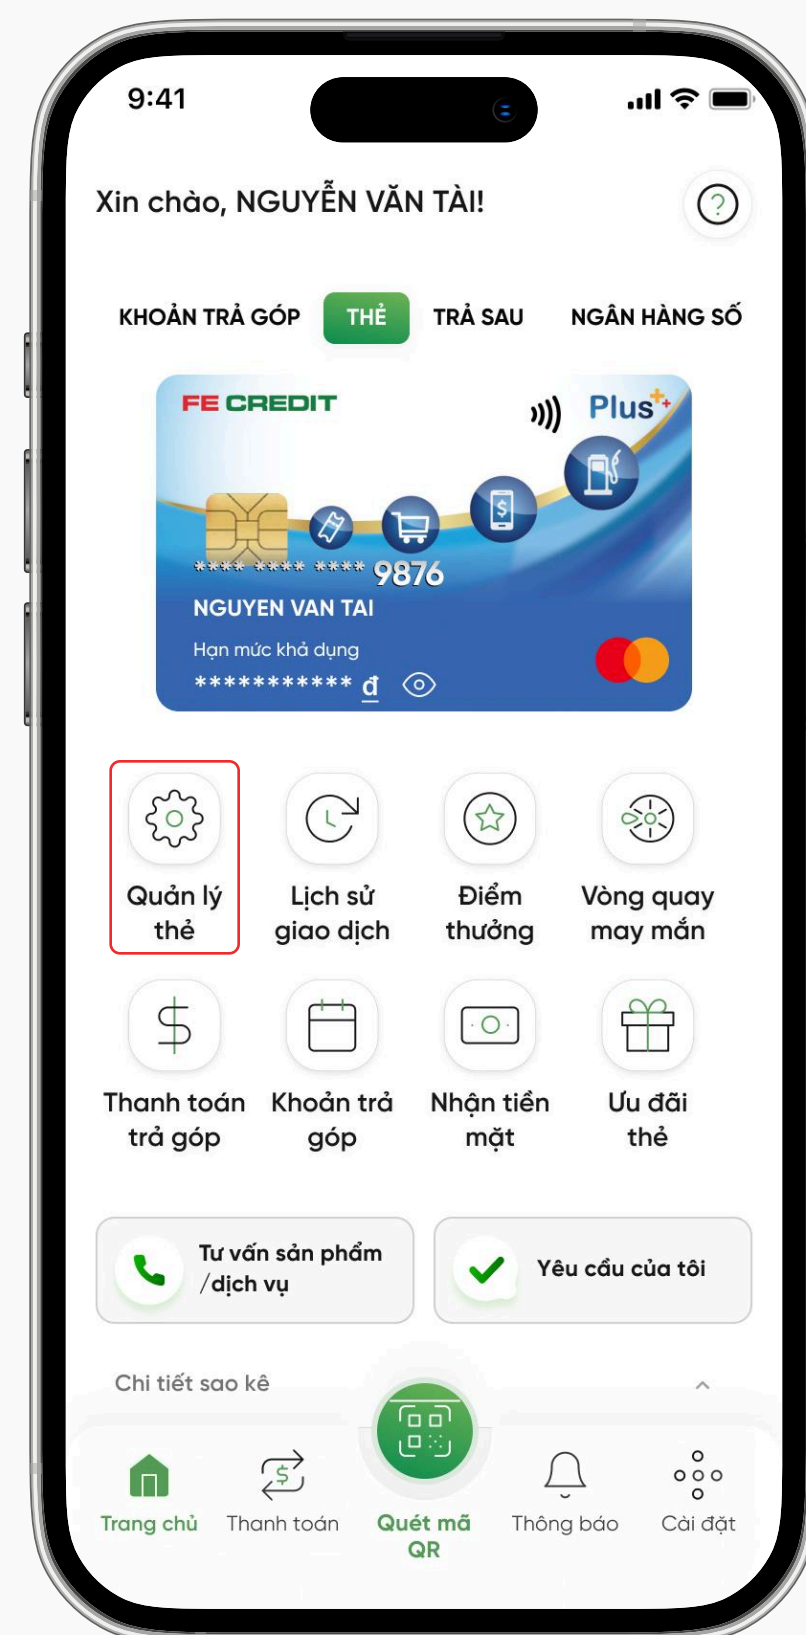 9:41
Xin chào, NGUYỄN VĂN TÀI!
KHOẢN TRẢ GÓP THẺ TRẢ SAU NGÂN HÀNG SỐ
FE CREDIT Plus
**** **** **** 9876
NGUYEN VAN TAI
Hạn mức khả dụng
*********** đ
Quản lý thẻ
Lịch sử giao dịch
Điểm thưởng
Vòng quay may mắn
Thanh toán trả góp
Khoản trả góp
Nhận tiền mặt
Ưu đãi thẻ
Tư vấn sản phẩm
/dịch vụ
Yêu cầu của tôi
Chi tiết sao kê
Trang chủ
Thanh toán
Quét mã
QR
Thông báo
Cài đặt